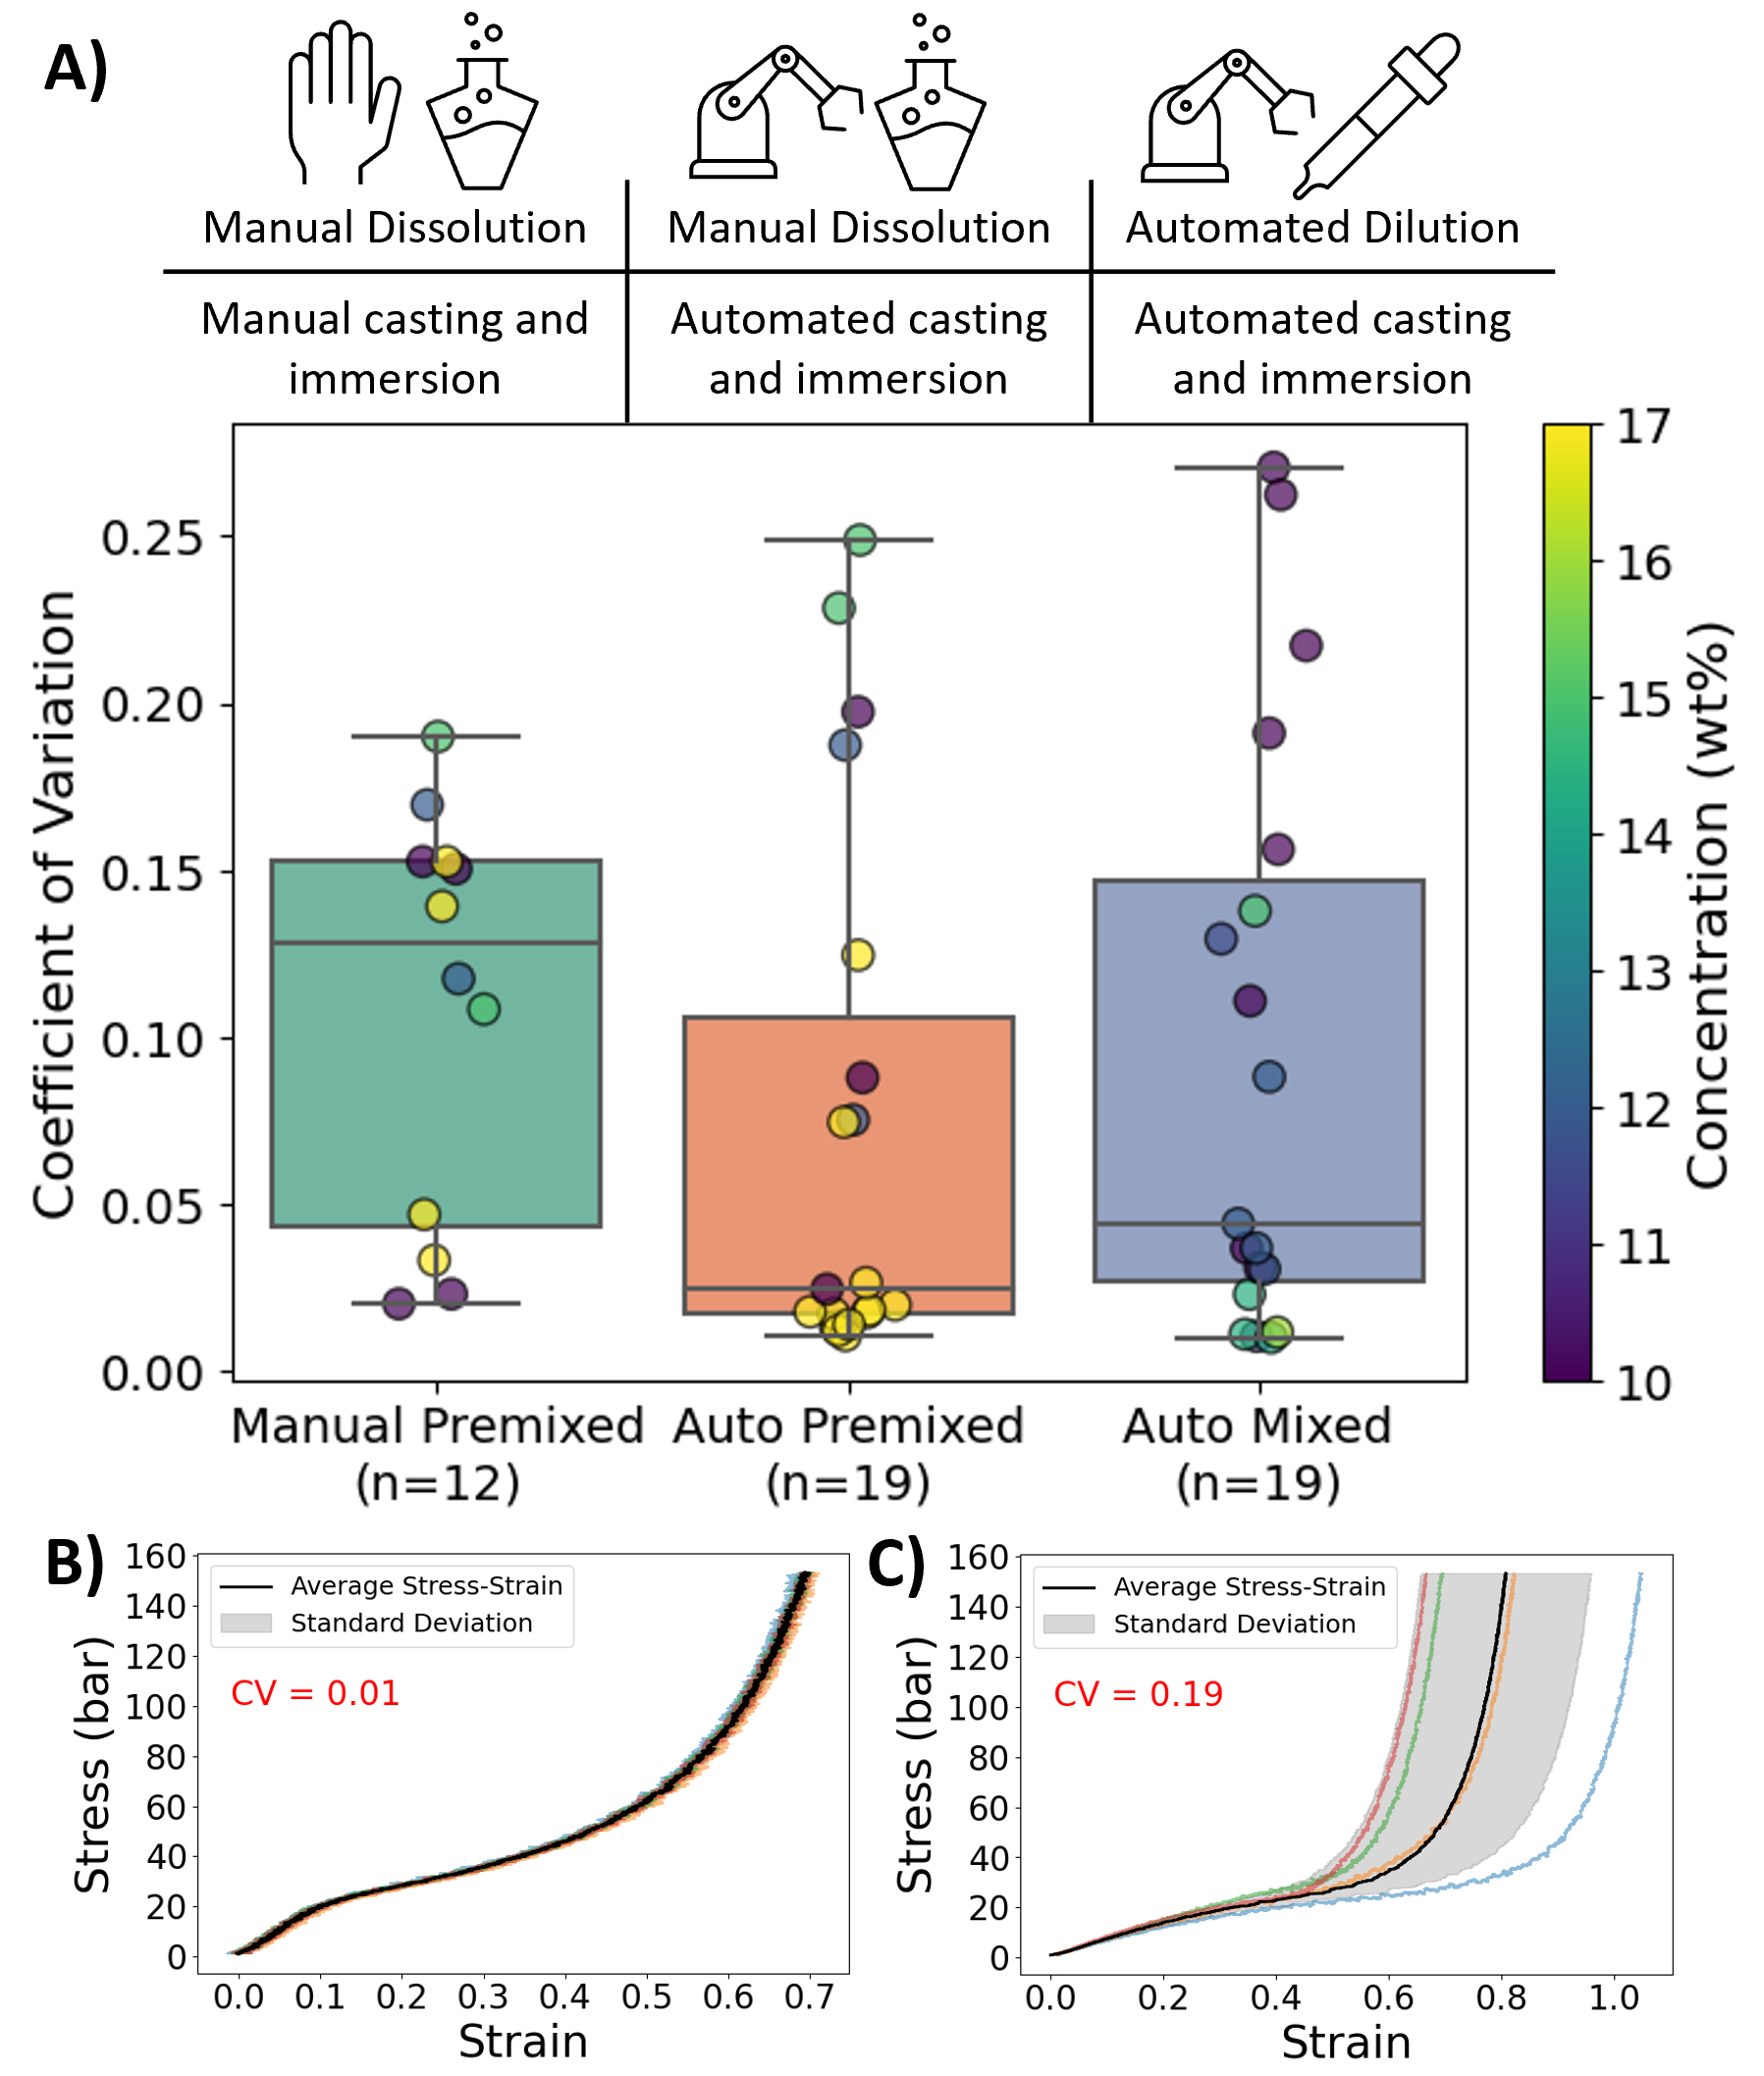 A)
Manual Dissolution
Manual Dissolution
Automated Dilution
Manual casting and
immersion
Automated casting
and immersion
Automated casting
and immersion
Coefficient of Variation
0.25
0.20
0.15
0.10
0.05
0.00
Manual Premixed
(n=12)
Auto Premixed
(n=19)
Auto Mixed
(n=19)
17
16
15
14
13
12
11
10
Concentration (wt%)
B)
Stress (bar)
160
140
120
100
80
60
40
20
0
Average Stress-Strain
Standard Deviation
CV = 0.01
0.0 0.1 0.2 0.3 0.4 0.5 0.6 0.7
Strain
C)
Stress (bar)
160
140
120
100
80
60
40
20
0
Average Stress-Strain
Standard Deviation
CV = 0.19
0.0 0.2 0.4 0.6 0.8 1.0
Strain